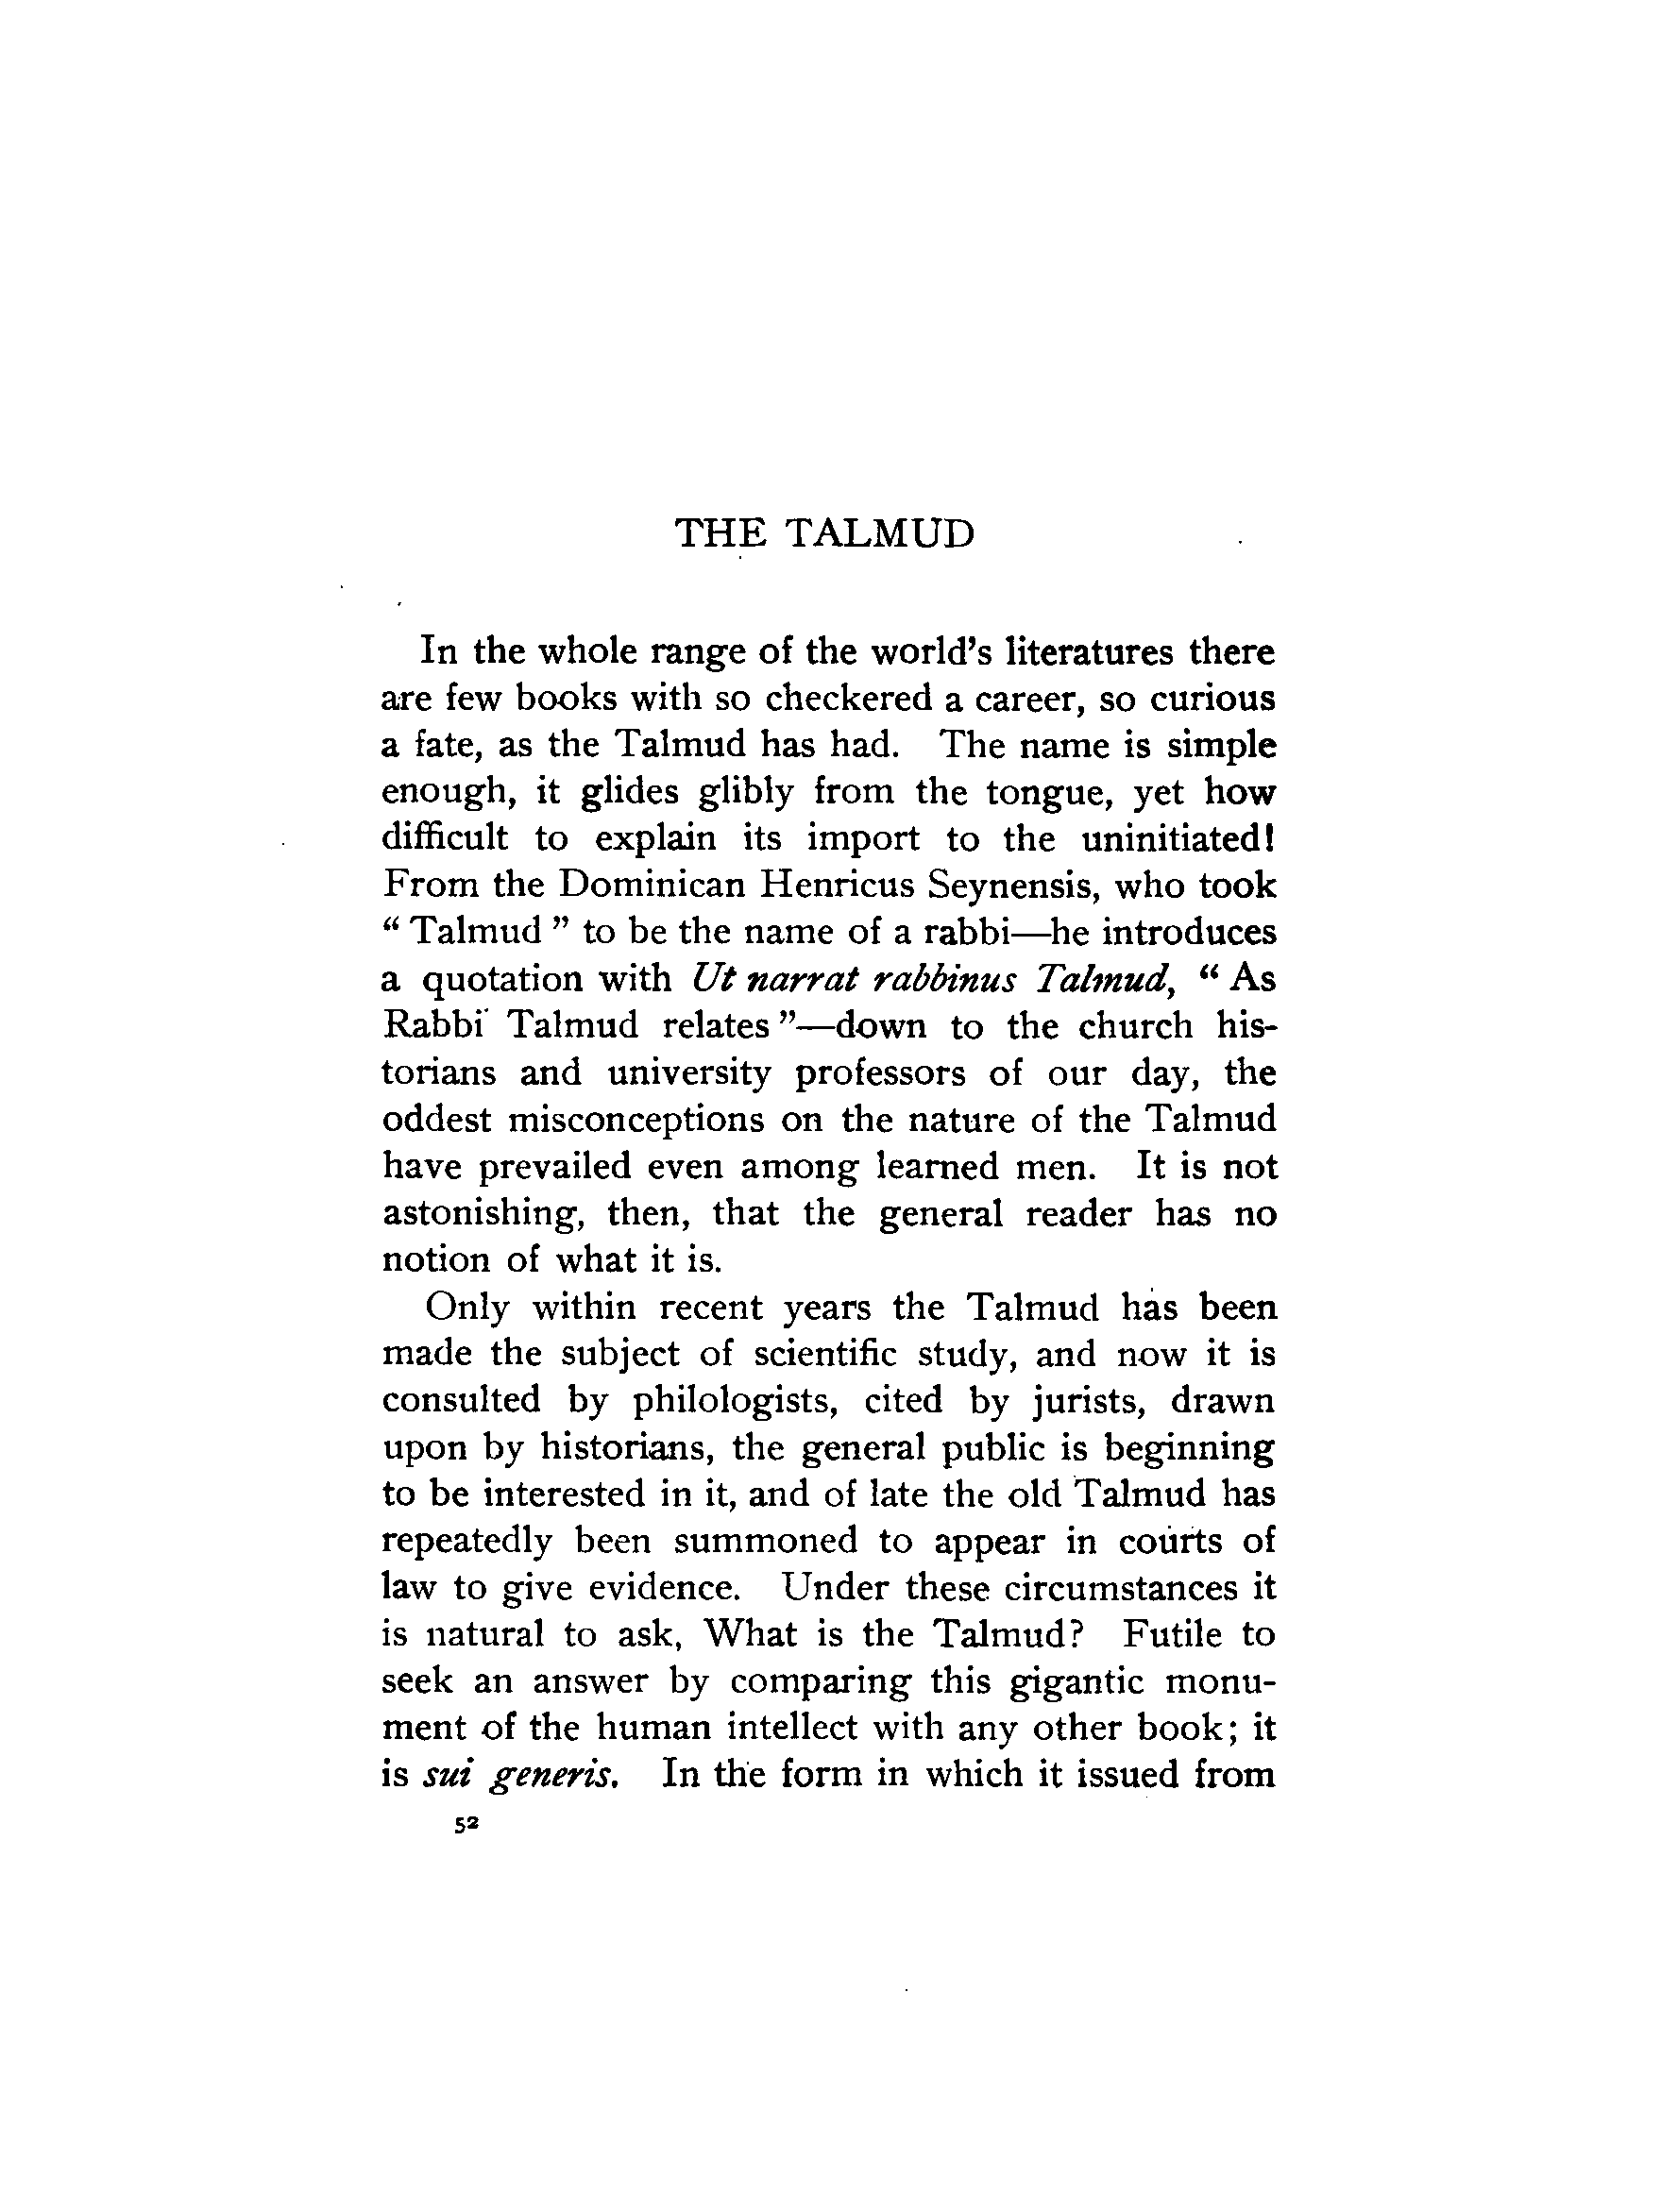 THE TALMUD
In the whole range of the world's literatures there
are few books with so checkered a career, so curious
a fate, as the Talmud has had. The name is simple
enough, it glides glibly from the tongue, yet how
difficult to explain its import to the uninitiated!
From the Dominican Henricus Seynensis, who took
“ Talmud ” to be the name of a rabbi—he introduces
a quotation with Ut narrat rabbinus Talmud, “ As
Rabbi Talmud relates ”—down to the church his-
torians and university professors of our day, the
oddest misconceptions on the nature of the Talmud
have prevailed even among learned men. It is not
astonishing, then, that the general reader has no
notion of what it is.
Only within recent years the Talmud has been
made the subject of scientific study, and now it is
consulted by philologists, cited by jurists, drawn
upon by historians, the general public is beginning
to be interested in it, and of late the old Talmud has
repeatedly been summoned to appear in courts of
law to give evidence. Under these circumstances it
is natural to ask, What is the Talmud? Futile to
seek an answer by comparing this gigantic monu-
ment of the human intellect with any other book; it
is sui generis. In the form in which it issued from
52